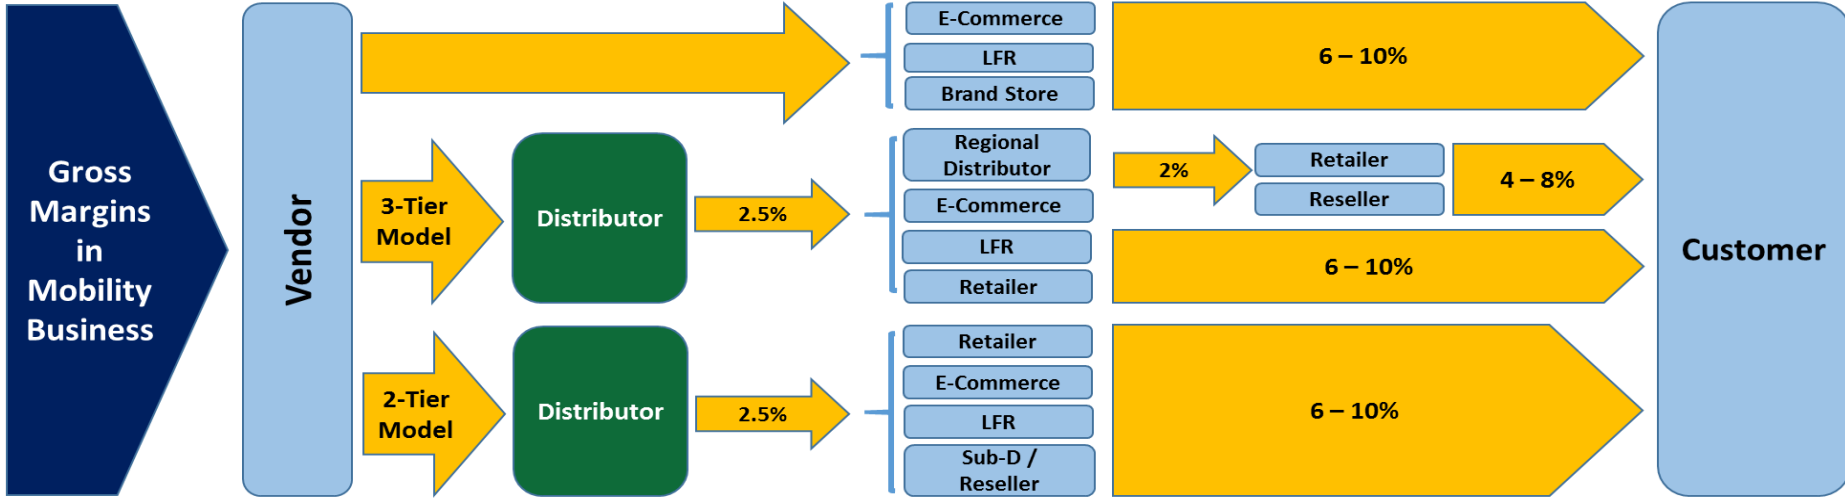 Gross
Margins
in
Mobility
Business
Vendor
E-Commerce
LFR
Brand Store
6 – 10%
3-Tier
Model
Distributor
2.5%
Regional
Distributor
E-Commerce
LFR
Retailer
2%
Retailer
Reseller
4 – 8%
6 – 10%
2-Tier
Model
Distributor
2.5%
Retailer
E-Commerce
LFR
Sub-D /
Reseller
6 – 10%
Customer